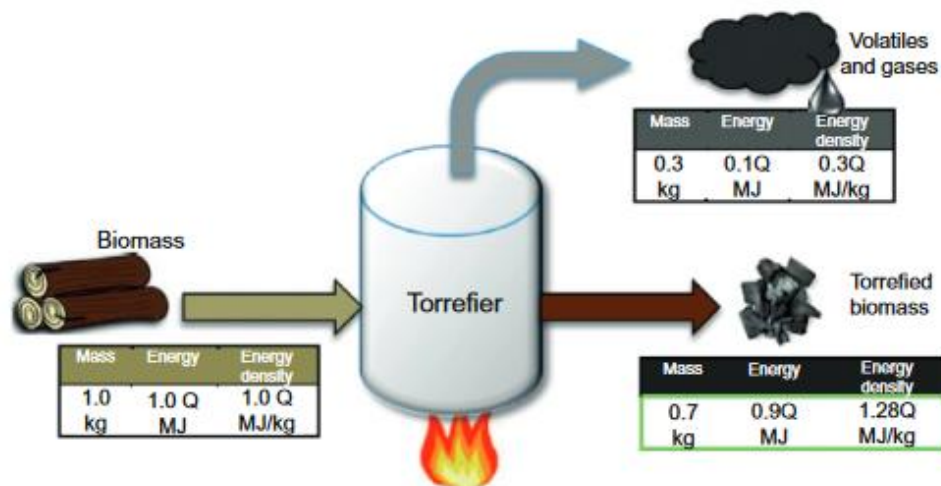 Volatiles
and gases
Mass Energy Energy
density
0.3 0.1Q 0.3Q
kg MJ MJ/kg
Biomass
Mass Energy Energy
density
1.0 1.0 Q 1.0 Q
kg MJ MJ/kg
Torrefier
Torrefied
biomass
Mass Energy Energy
density
0.7 0.9Q 1.28Q
kg MJ MJ/kg